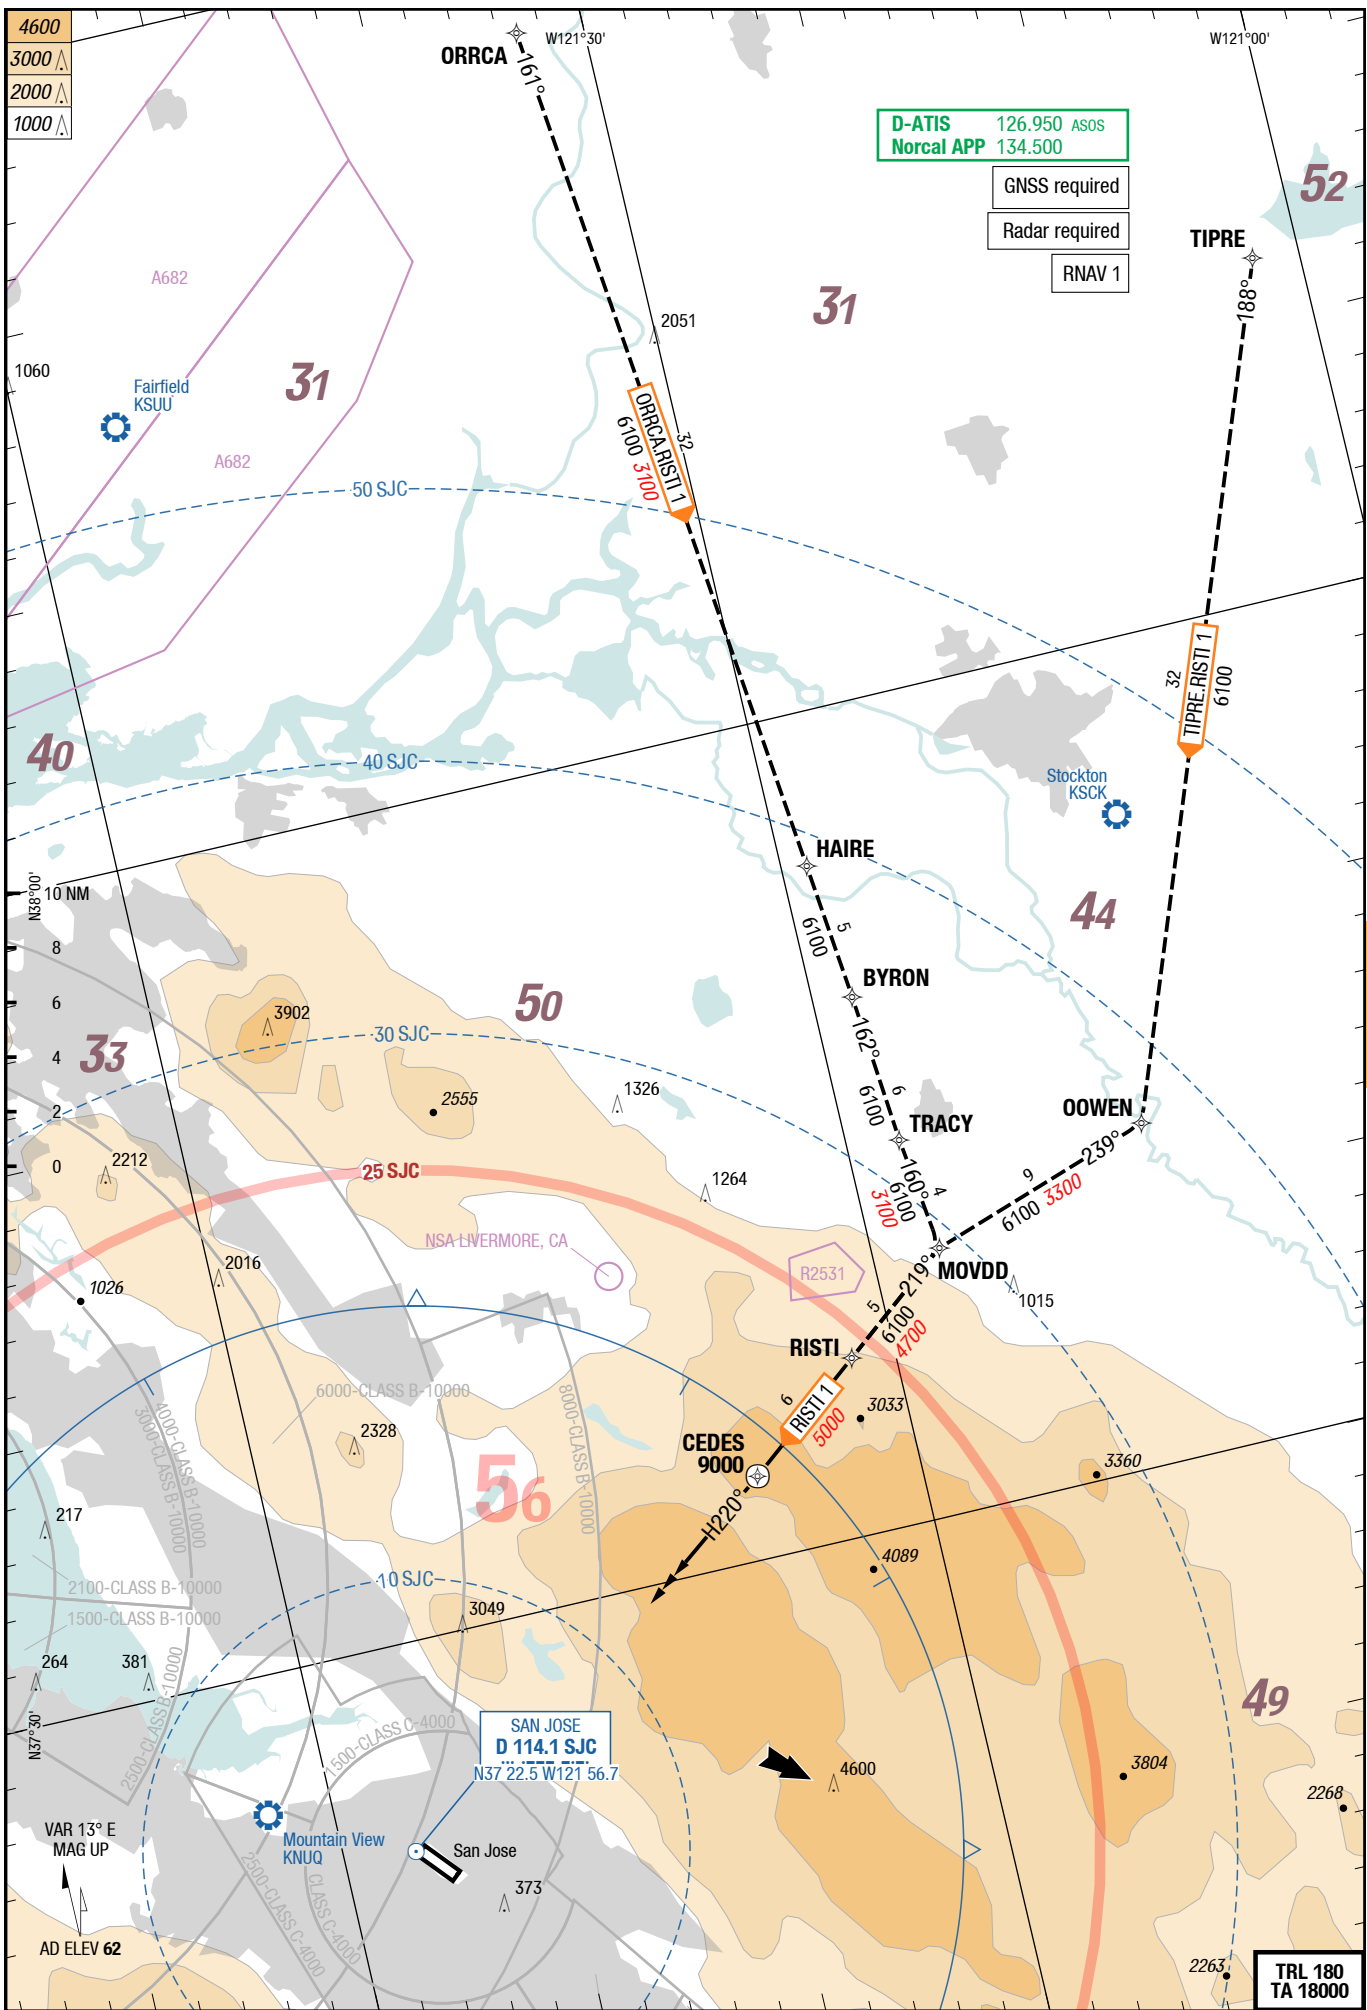 4600
3000
2000
1000
ORRCA
161°
W121°30'
W121°00'
D-ATIS 126.950 ASOS
Norcal APP 134.500
GNSS required
Radar required
RNAV 1
52
TIPRE
188°
A682
31
31
2051
1060
Fairfield
KSUU
A682
ORRCA.RISTI 1
32
6100 3100
50 SJC
TIPRE.RISTI 1
32
6100
40
40 SJC
Stockton
KSCK
HAIRE
N38°00'
10 NM
8
6
4
2
0
44
5
6100
BYRON
50
3902
33
30 SJC
162°
2555
1326
6
6100
TRACY
OOWEN
239°
2212
25 SJC
1264
160°
4
6100
3100
9
6100 3300
NSA LIVERMORE, CA
R2531
MOVDD
219°
2016
1026
1015
5
6100
4700
RISTI
6000-CLASS B-10000
8000-CLASS B-10000
4000-CLASS B-10000
3000-CLASS B-10000
6
RISTI 1
5000
3033
2328
CEDES
9000
56
3360
217
H220°
4089
2100-CLASS B-10000
10 SJC
1500-CLASS B-10000
3049
264
381
49
N37°30'
2500-CLASS B-10000
1500-CLASS C-4000
SAN JOSE
D 114.1 SJC
N37 22.5 W121 56.7
4600
3804
2268
VAR 13° E
MAG UP
Mountain View
KNUQ
San Jose
2500-CLASS C-4000
CLASS C-4000
373
AD ELEV 62
2263
TRL 180
TA 18000